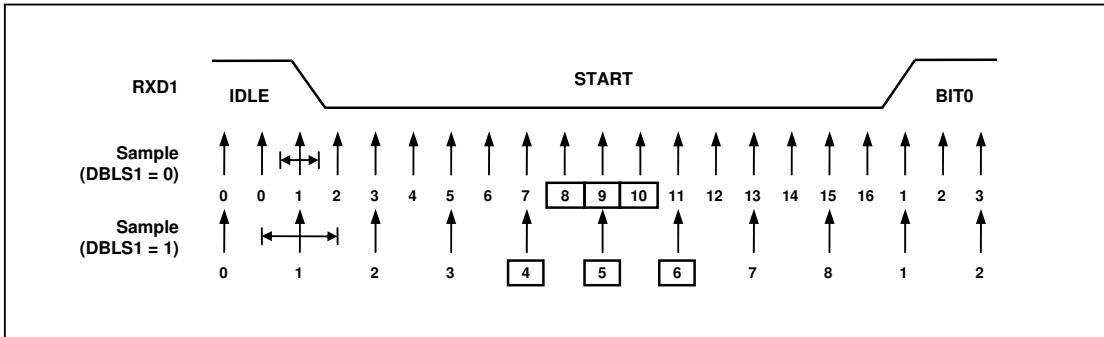 RXD1 IDLE START BIT0
Sample
(DBLS1 = 0)
0 0 1 2 3 4 5 6 7 8 9 10 11 12 13 14 15 16 1 2 3
Sample
(DBLS1 = 1)
0 1 2 3 4 5 6 7 8 1 2